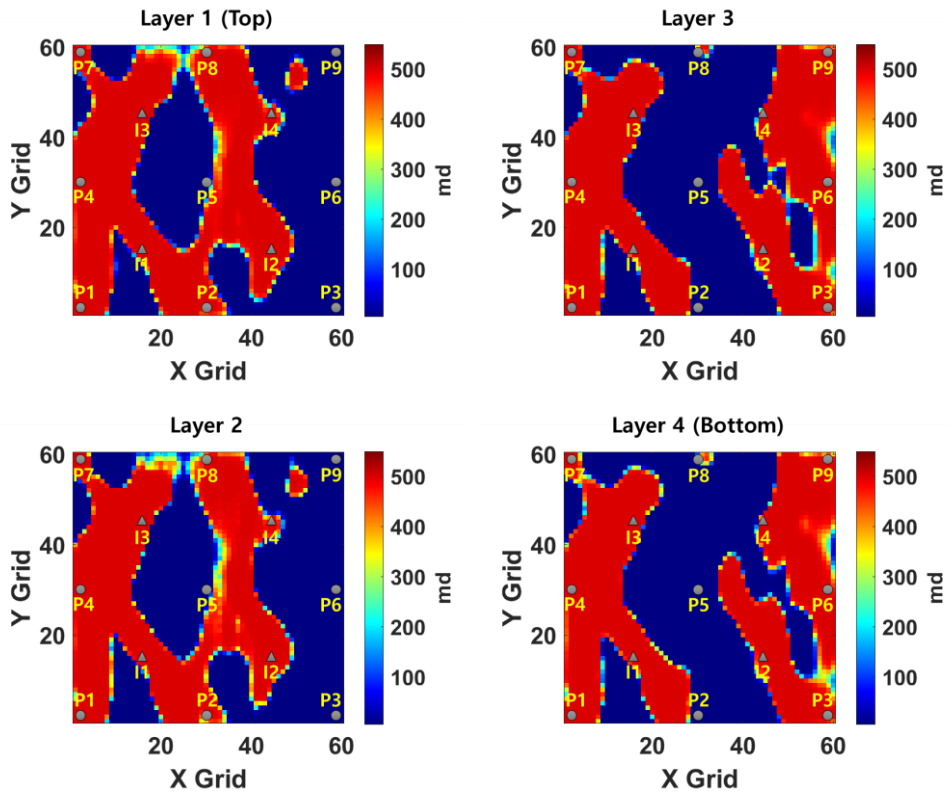 Layer 1 (Top)
60
40
20
Y Grid
P7
P8
P9
I3
I4
P4
P5
P6
I1
I2
P1
P2
P3
20
40
60
X Grid
500
400
300
200
100
md
Layer 3
60
40
20
Y Grid
P7
P8
P9
I3
I4
P4
P5
P6
I1
I2
P1
P2
P3
20
40
60
X Grid
500
400
300
200
100
md
Layer 2
60
40
20
Y Grid
P7
P8
P9
I3
I4
P4
P5
P6
I1
I2
P1
P2
P3
20
40
60
X Grid
500
400
300
200
100
md
Layer 4 (Bottom)
60
40
20
Y Grid
P7
P8
P9
I3
I4
P4
P5
P6
I1
I2
P1
P2
P3
20
40
60
X Grid
500
400
300
200
100
md